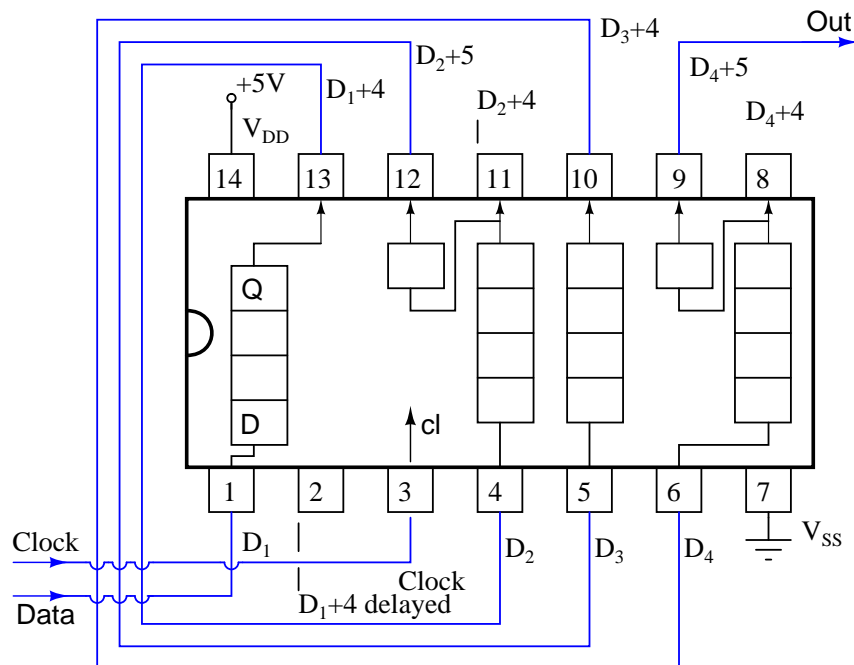 D₃+4
Out
D₂+5
D₄+5
+5V
D₁+4
D₂+4
D₄+4
V_DD
14
13
12
11
10
9
8
Q
D
cl
1
2
3
4
5
6
7
D₁
D₂
D₃
D₄
V_SS
Clock
Clock
Data
D₁+4 delayed